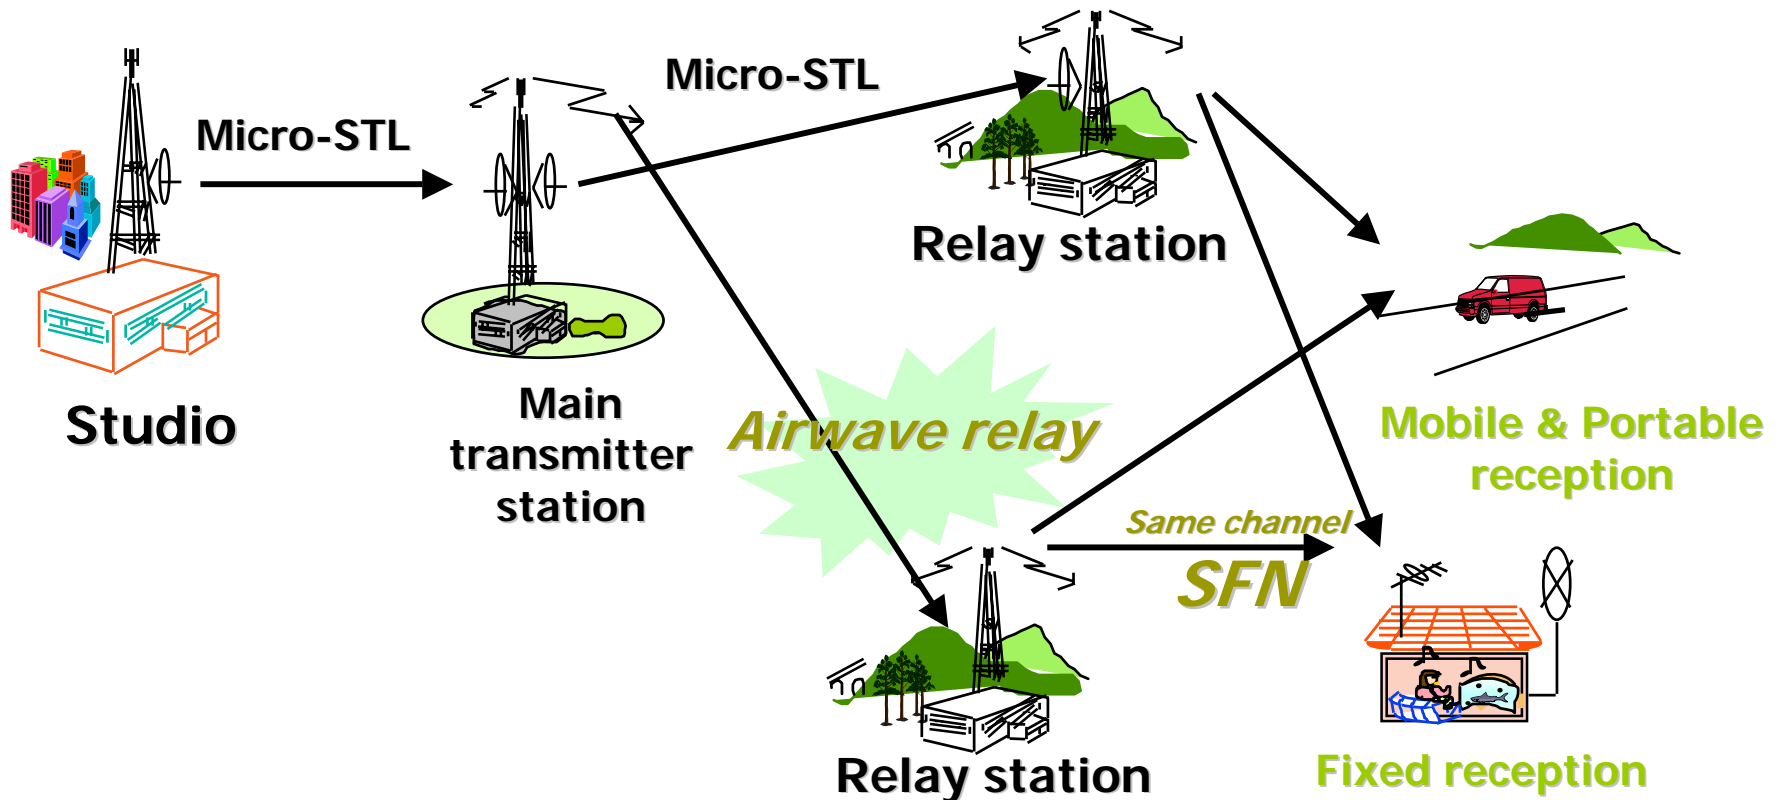 Micro-STL
Micro-STL
Relay station
Studio
Main
transmitter
station
Airwave relay
Mobile & Portable
reception
Same channel
SFN
Relay station
Fixed reception